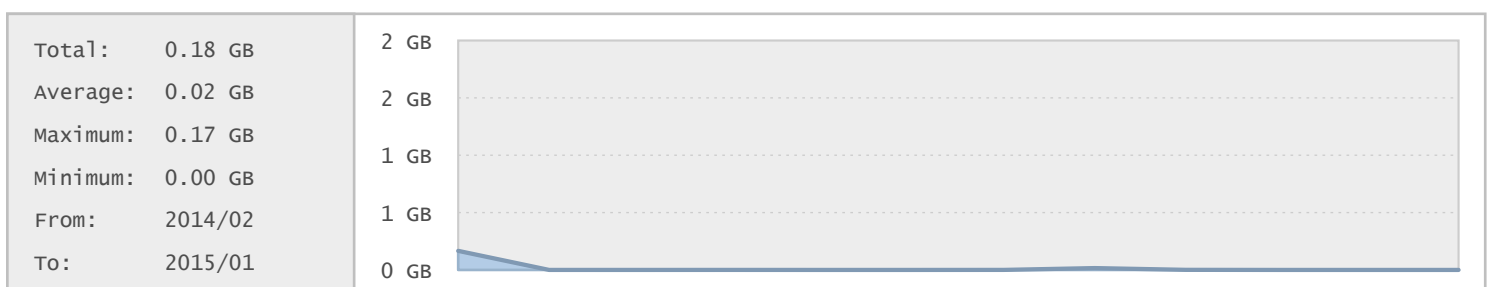 Total: 0.18 GB
Average: 0.02 GB
Maximum: 0.17 GB
Minimum: 0.00 GB
From: 2014/02
To: 2015/01
2 GB
2 GB
1 GB
1 GB
0 GB